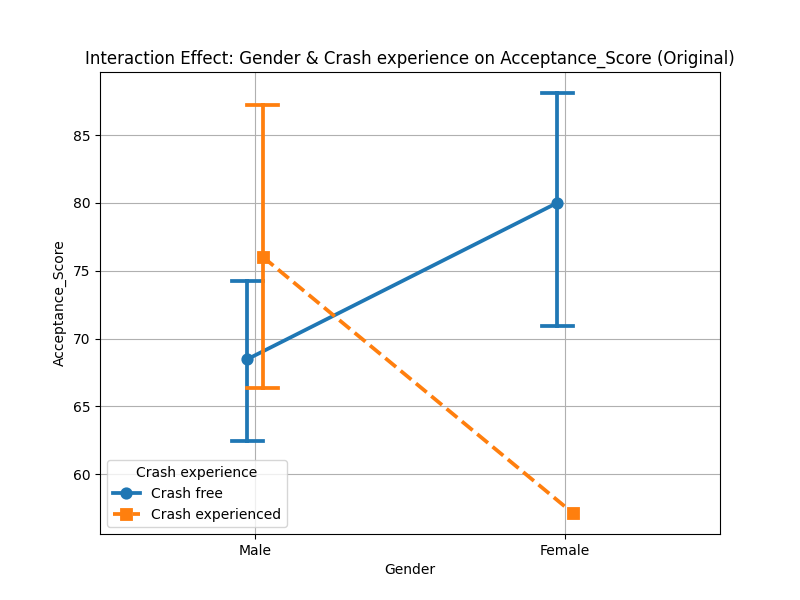 Interaction Effect: Gender & Crash experience on Acceptance_Score (Original)
Acceptance_Score
85
80
75
70
65
60
Crash experience
Crash free
Crash experienced
Male
Female
Gender